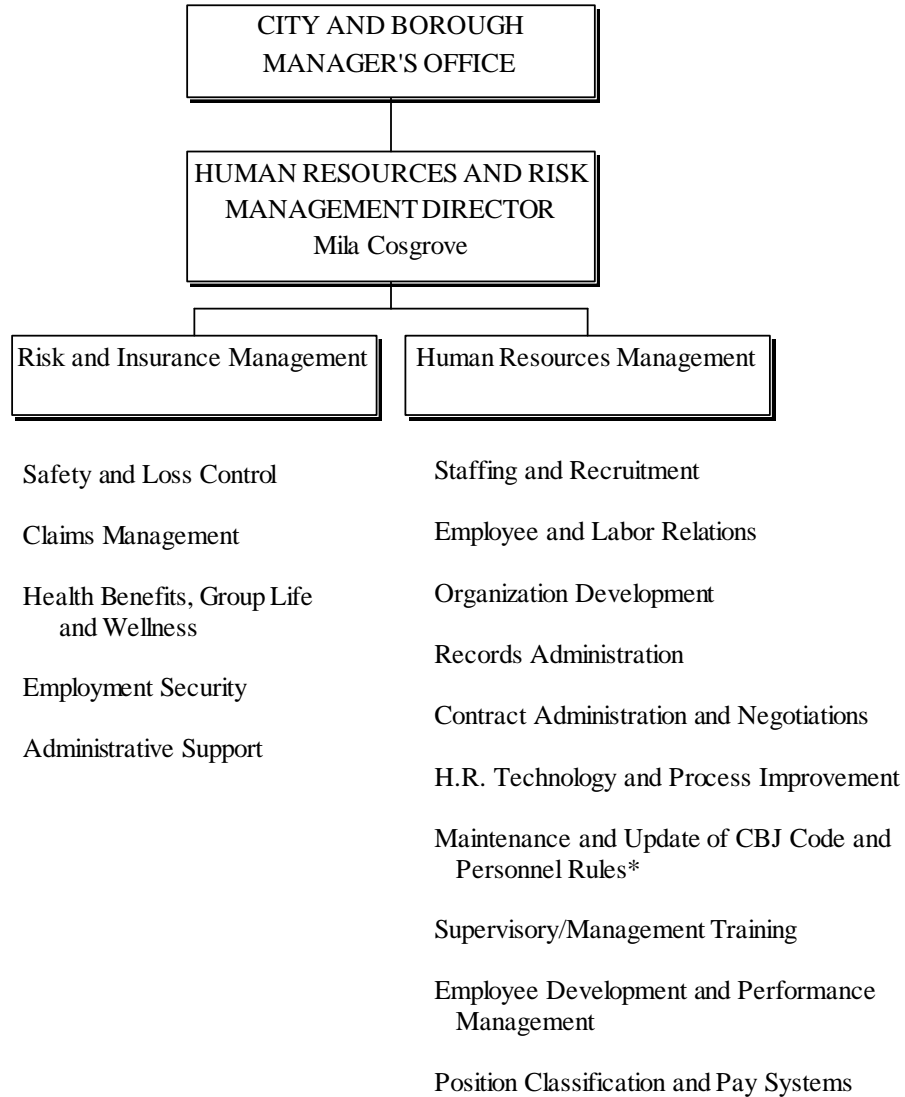 CITY AND BOROUGH
MANAGER'S OFFICE
HUMAN RESOURCES AND RISK
MANAGEMENT DIRECTOR
Mila Cosgrove
Risk and Insurance Management
Human Resources Management
Safety and Loss Control
Claims Management
Health Benefits, Group Life
and Wellness
Employment Security
Administrative Support
Staffing and Recruitment
Employee and Labor Relations
Organization Development
Records Administration
Contract Administration and Negotiations
H.R. Technology and Process Improvement
Maintenance and Update of CBJ Code and
Personnel Rules*
Supervisory/Management Training
Employee Development and Performance
Management
Position Classification and Pay Systems